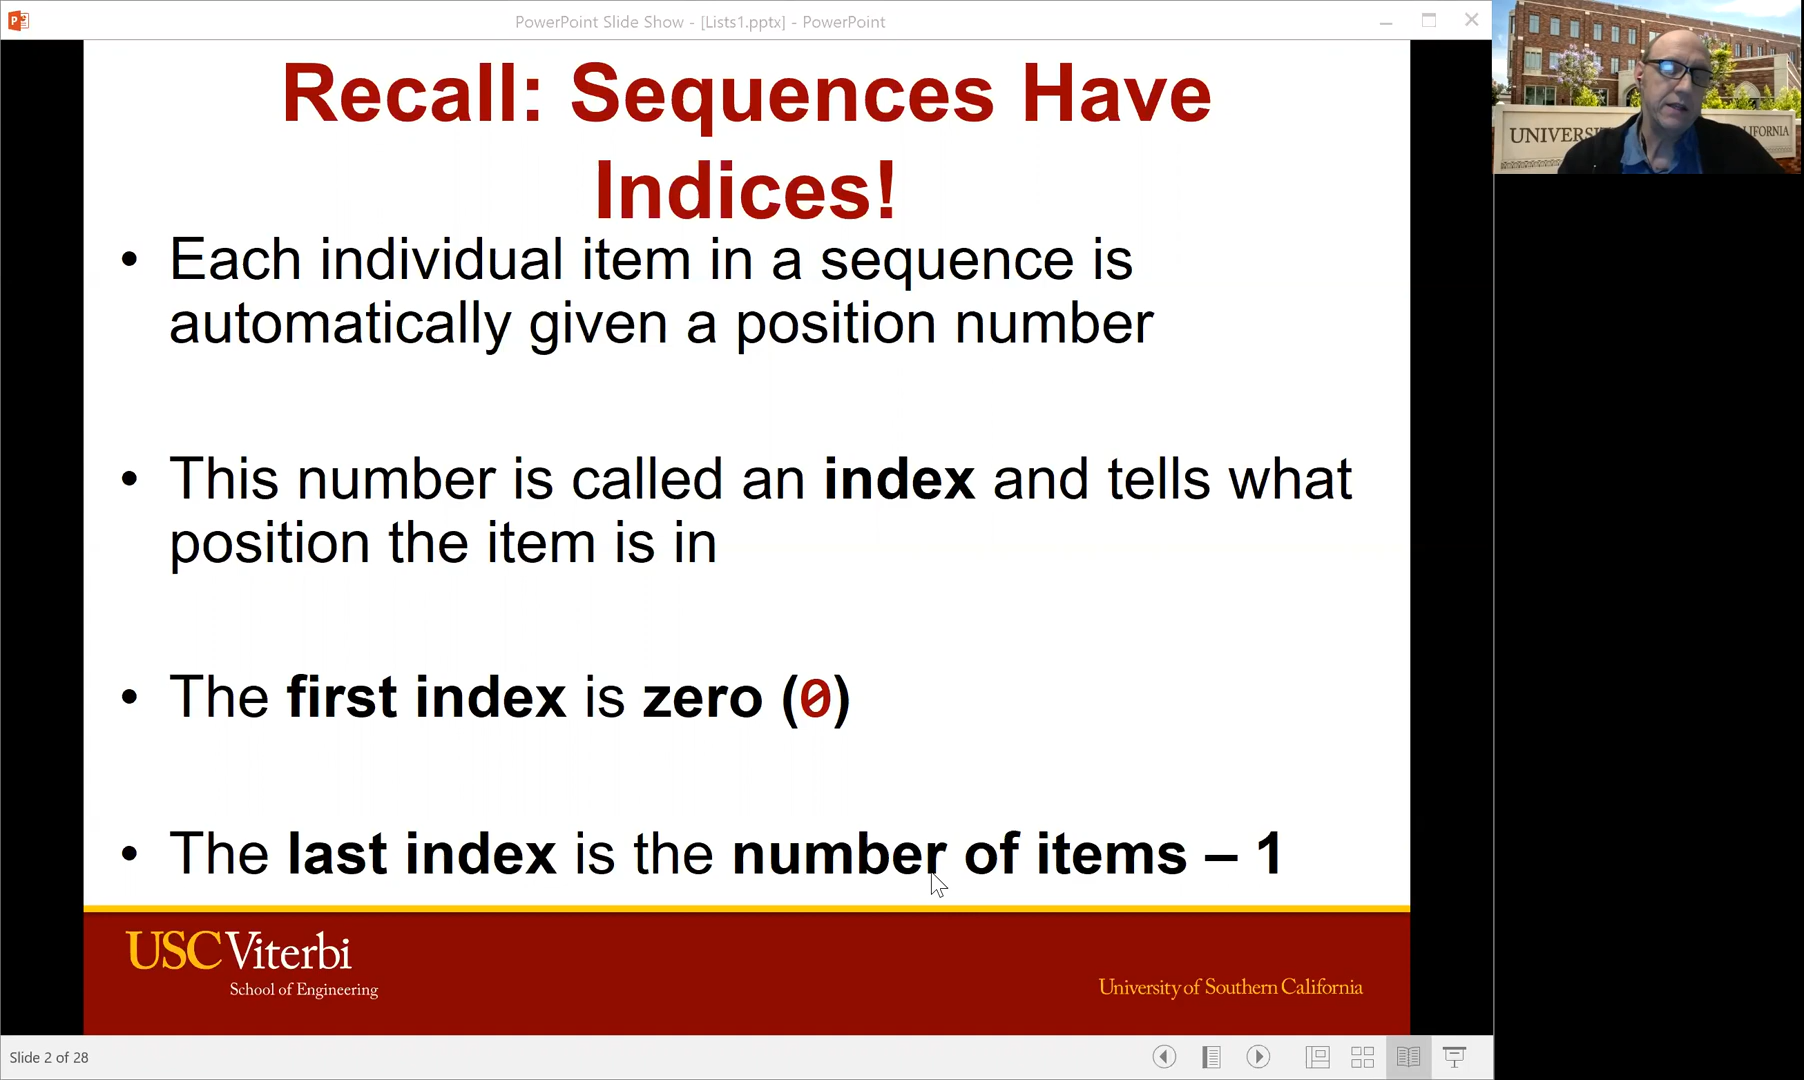 PowerPoint Slide Show - [Lists1.pptx] - PowerPoint
Recall: Sequences Have
Indices!
• Each individual item in a sequence is
automatically given a position number
• This number is called an index and tells what
position the item is in
• The first index is zero (0)
• The last index is the number of items – 1
USC Viterbi
School of Engineering
University of Southern California
Slide 2 of 28